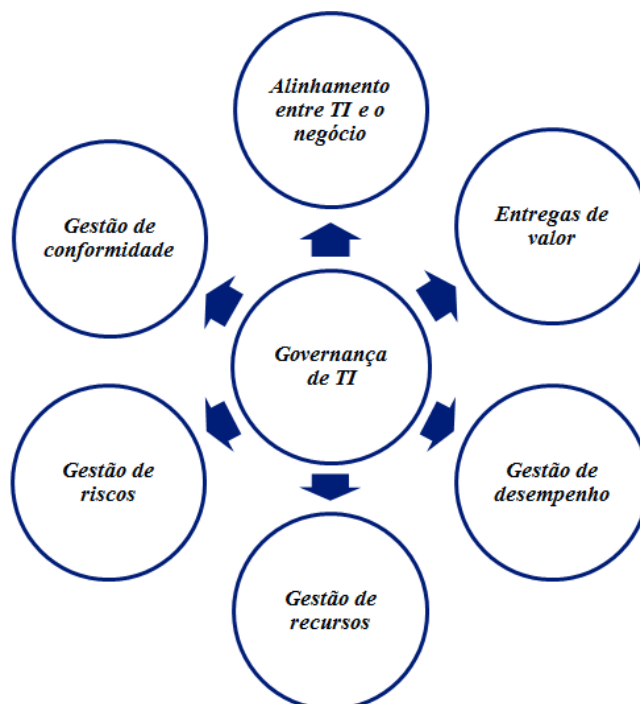 Alinhamento
entre TI e o
negócio
Entregas de
valor
Gestão de
conformidade
Governança
de TI
Gestão de
riscos
Gestão de
desempenho
Gestão de
recursos